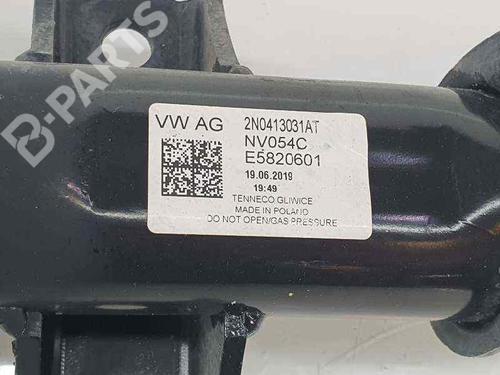 VW AG
2N0413031AT
NV054C
E5820601
19.06.2019
19:49
TENNECO GLIWICE
MADE IN POLAND
DO NOT OPEN/GAS PRESSURE
B-PARTS